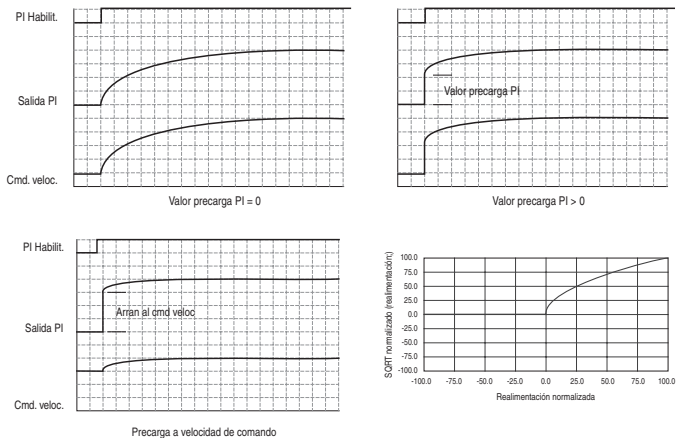 PI Habilit.
Salida PI
Cmd. veloc.
Valor precarga PI = 0
Valor precarga PI
Valor precarga PI > 0
PI Habilit.
Salida PI
Arran al cmd veloc
Cmd. veloc.
Precarga a velocidad de comando
SQRT normalizado (realimentación¿)
100.0
75.0
50.0
25.0
0.0
-25.0
-50.0
-75.0
-100.0
-100.0 -75.0 -50.0 -25.0 0.0 25.0 50.0 75.0 100.0
Realimentación normalizada